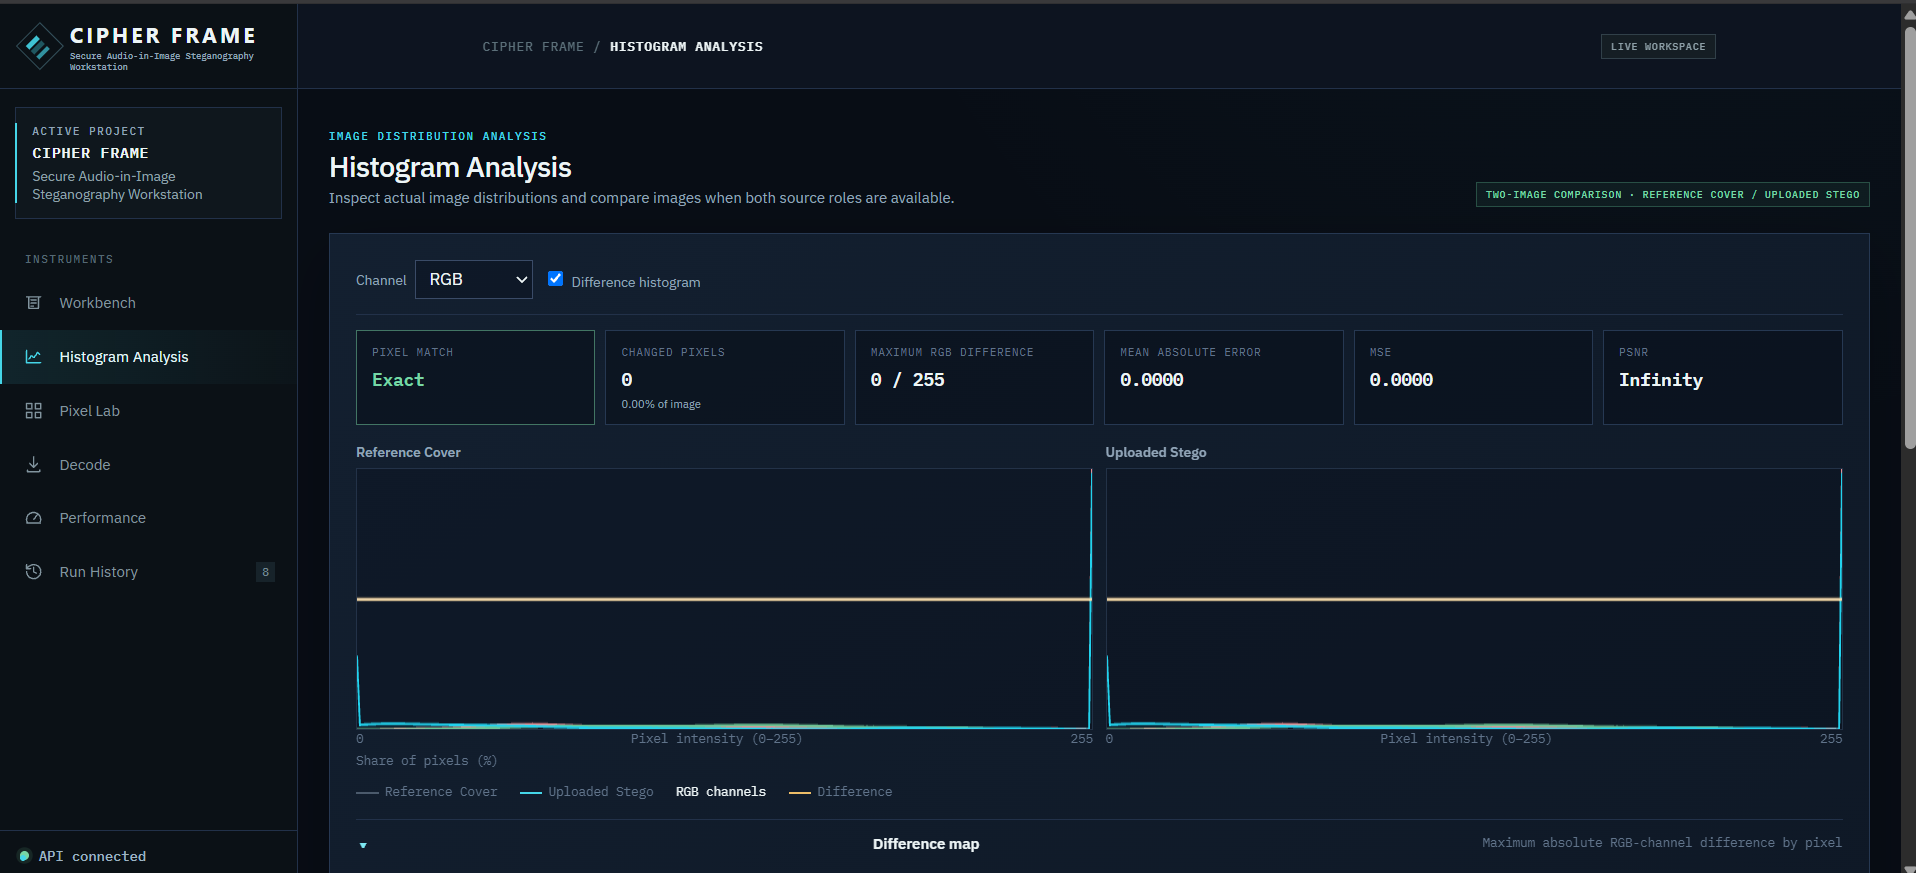 CIPHER FRAME
Secure Audio-in-Image Steganography
Workstation
CIPHER FRAME / HISTOGRAM ANALYSIS
LIVE WORKSPACE
ACTIVE PROJECT
CIPHER FRAME
Secure Audio-in-Image
Steganography Workstation
INSTRUMENTS
Workbench
Histogram Analysis
Pixel Lab
Decode
Performance
Run History 8
API connected
IMAGE DISTRIBUTION ANALYSIS
Histogram Analysis
Inspect actual image distributions and compare images when both source roles are available.
TWO-IMAGE COMPARISON · REFERENCE COVER / UPLOADED STEGO
Channel RGB Difference histogram
PIXEL MATCH
Exact
CHANGED PIXELS
0
0.00% of image
MAXIMUM RGB DIFFERENCE
0 / 255
MEAN ABSOLUTE ERROR
0.0000
MSE
0.0000
PSNR
Infinity
Reference Cover
0 Pixel intensity (0–255) 255
Uploaded Stego
0 Pixel intensity (0–255) 255
Share of pixels (%)
Reference Cover Uploaded Stego RGB channels Difference
Difference map
Maximum absolute RGB-channel difference by pixel